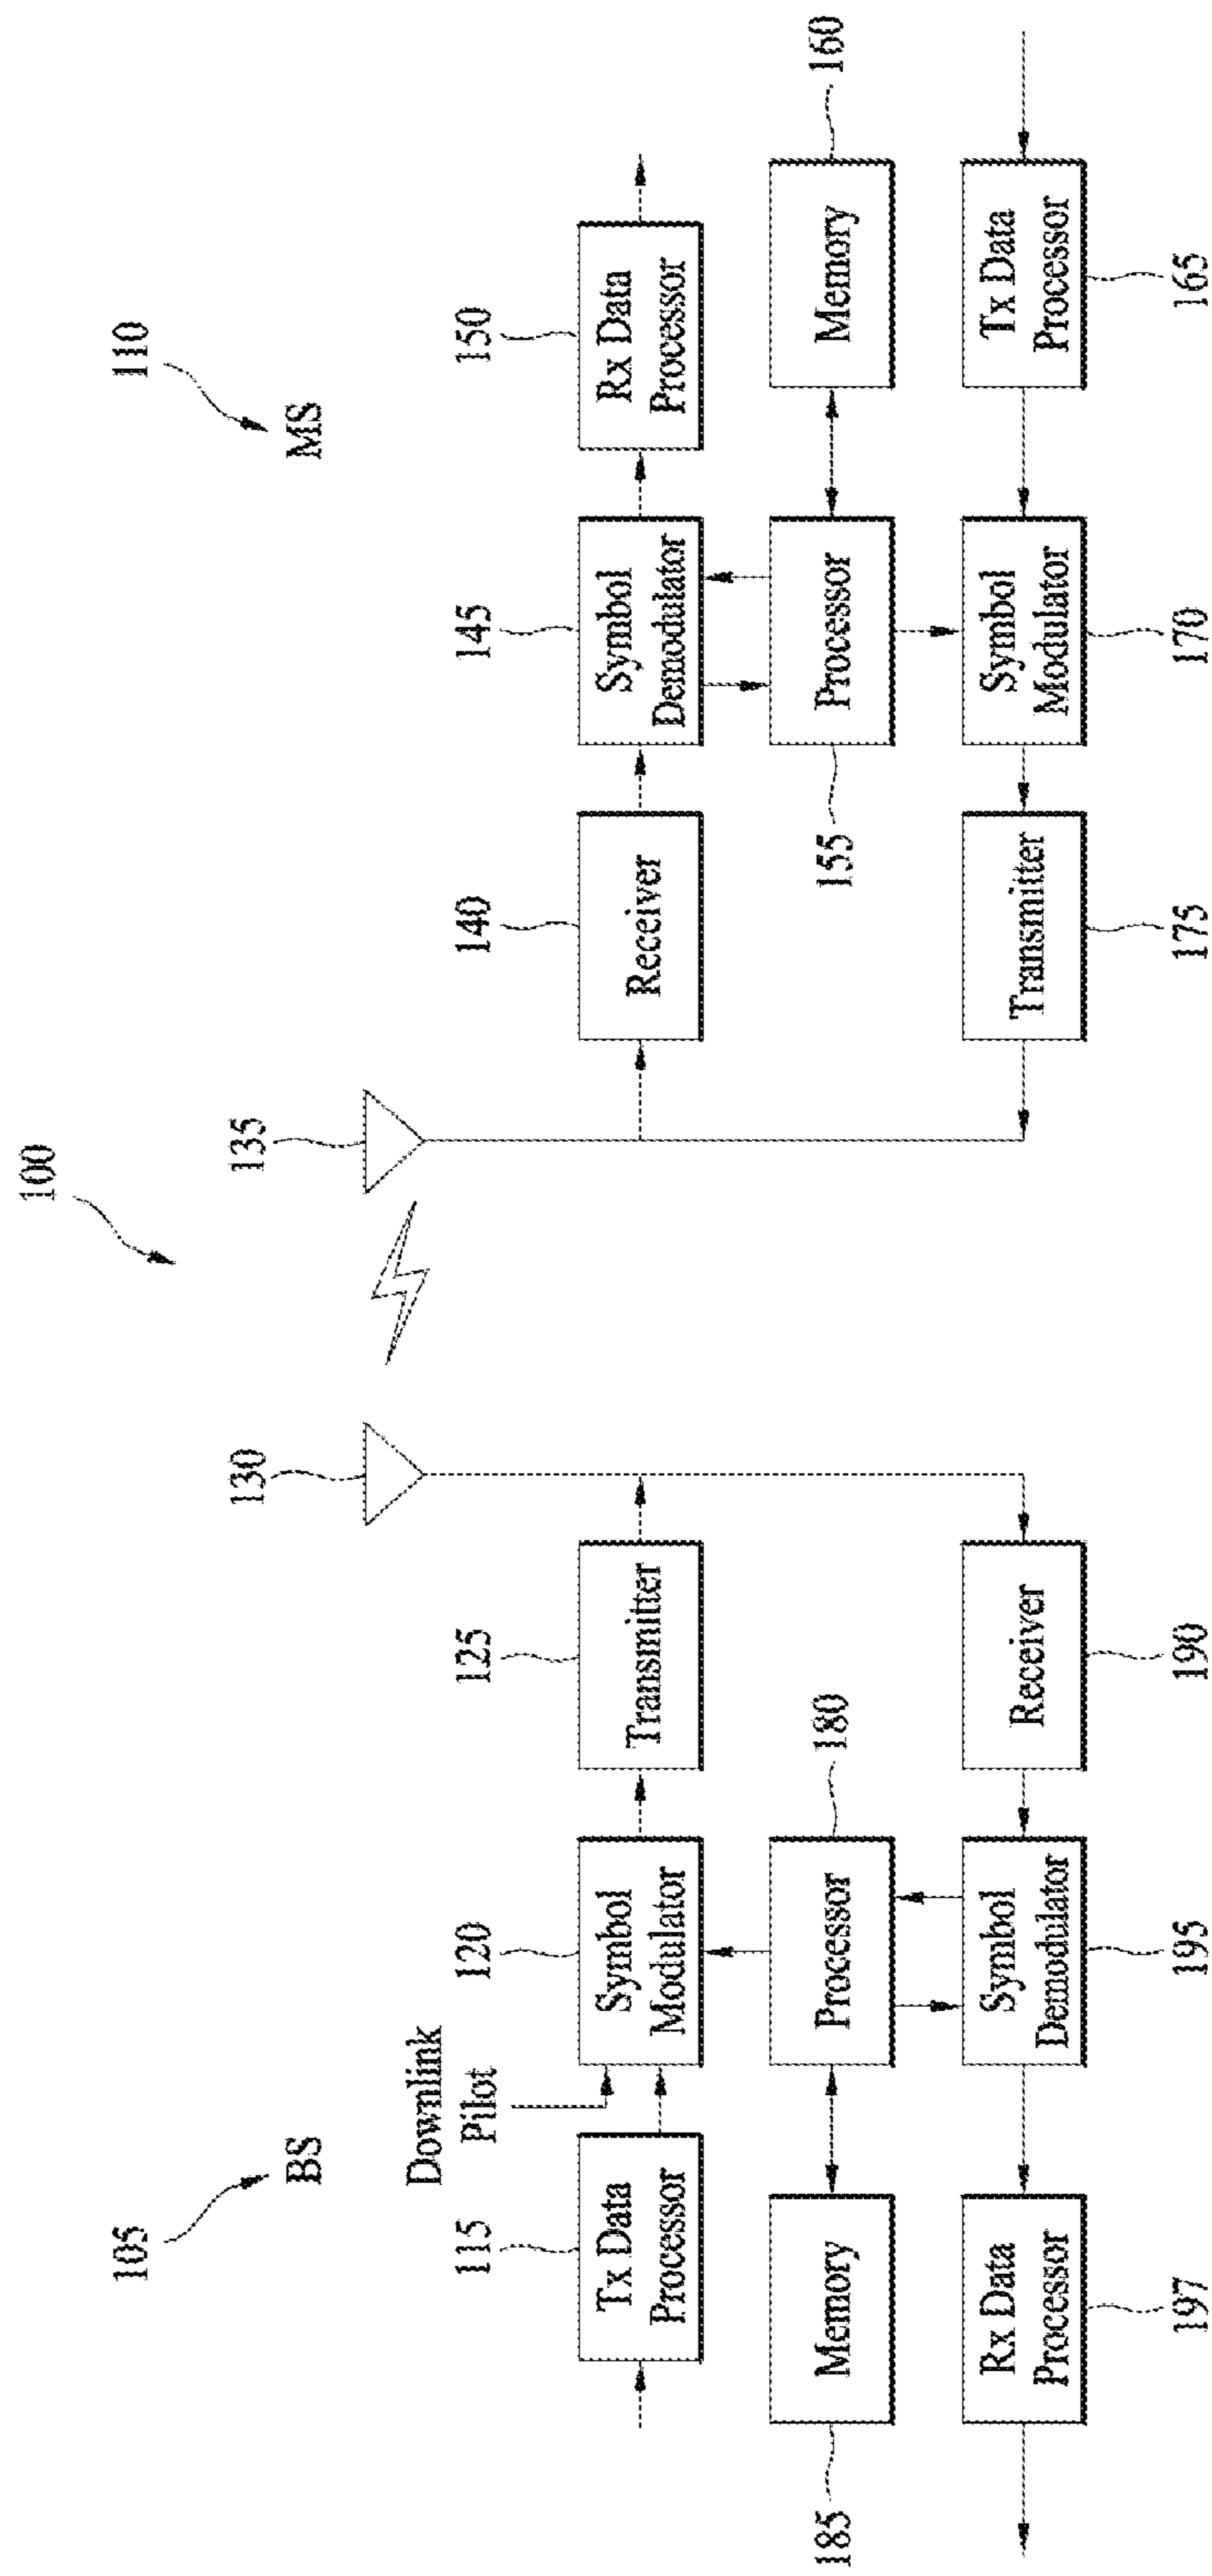 100
105
BS
110
MS
Downlink
Pilot
115
Tx Data
Processor
120
Symbol
Modulator
125
Transmitter
130
135
140
Receiver
145
Symbol
Demodulator
150
Rx Data
Processor
185
Memory
180
Processor
155
Processor
160
Memory
197
Rx Data
Processor
195
Symbol
Demodulator
190
Receiver
175
Transmiiter
170
Symbol
Modulator
165
Tx Data
Processor